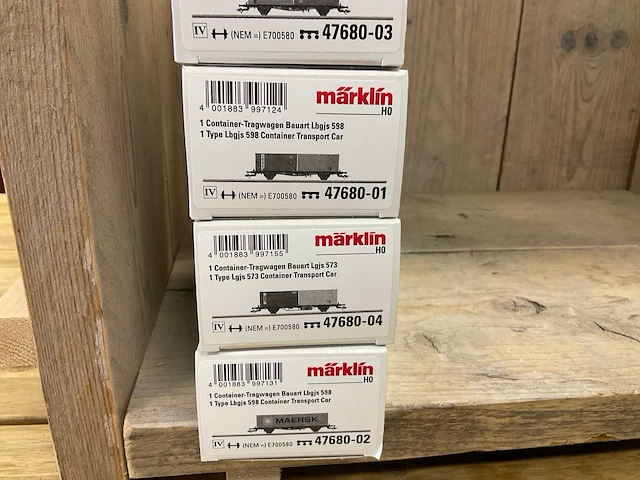 IV (NEM =) E700580 47680-03
märklin
H0
4 001883 997124
1 Container-Tragwagen Bauart Lbgjs 598
1 Type Lbgjs 598 Container Transport Car
IV (NEM =) E700580 47680-01
märklin
H0
4 001883 997155
1 Container-Tragwagen Bauart Lgjs 573
1 Type Lgjs 573 Container Transport Car
IV (NEM =) E700580 47680-04
märklin
H0
4 001883 997131
1 Container-Tragwagen Bauart Lbgjs 598
1 Type Lbgjs 598 Container Transport Car
MAERSK
IV (NEM =) E700580 47680-02